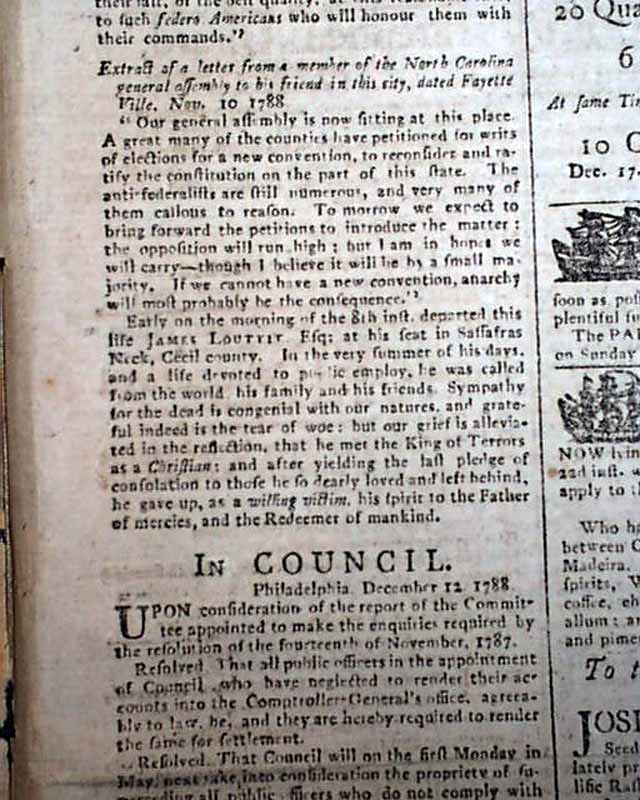 to such federo Americans who will honour them with
their commands."
Extract of a letter from a member of the North Carolina
general assembly to his friend in this city, dated Fayette
Ville, Nov. 10 1788
"Our general assembly is now sitting at this place.
A great many of the counties have petitioned for writs
of elections for a new convention, to reconsider and ra-
tify the constitution on the part of this state. The
anti-federalists are still numerous, and very many of
them callous to reason. To morrow we expect to
bring forward the petitions to introduce the matter:
the opposition will run high; but I am in hopes we
will carry—though I believe it will be by a small ma-
jority. If we cannot have a new convention, anarchy
will most probably be the consequence."
Early on the morning of the 8th inst. departed this
life JAMES LOUTTIT Esq; at his seat in Sassafras
Neck, Cecil county. In the very summer of his days,
and a life devoted to public employ, he was called
from the world, his family and his friends. Sympathy
for the dead is congenial with our natures, and grate-
ful indeed is the tear of woe: but our grief is allevia-
ted in the reflection, that he met the King of Terrors
as a Christian; and after yielding the last pledge of
consolation to those he so dearly loved and left behind,
he gave up, as a willing victim, his spirit to the Father
of mercies, and the Redeemer of mankind.
IN COUNCIL.
Philadelphia December 12 1788
UPON consideration of the report of the Commit-
tee appointed to make the enquiries required by
the resolution of the fourteenth of November, 1787.
Resolved, That all public officers in the appointment
of Council, who have neglected to render their ac-
counts into the Comptroller-General's office, agreea-
bly to law, be, and they are hereby required to render
the same for settlement.
Resolved, That Council will on the first Monday in
May next take into consideration the propriety of su-
all public officers who do not comply with
20 Qua
6
At same Tim
10 C
Dec. 17.
soon as pos
plentiful su
The PA
on Sunday
NOW lyin
22d inst.
apply to t
Who ha
between
Madeira.
spirits, W
coffee, ch
allum; a
and pime
To t
JOSI
Seed
lately pr
lific Ra